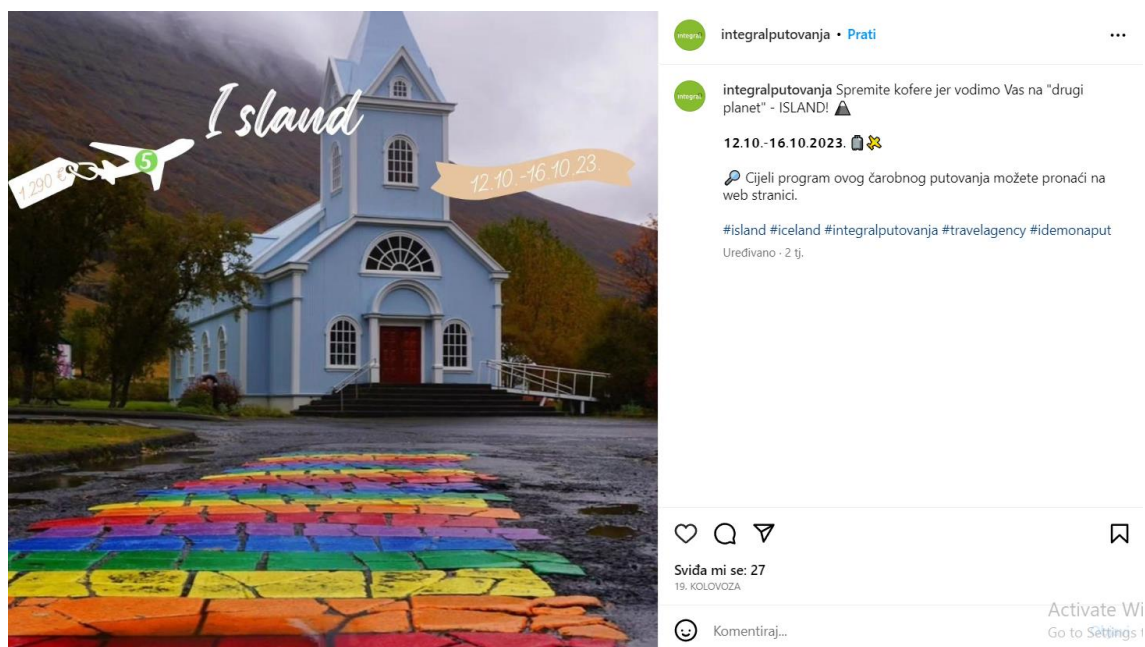 Island
1.290 €
5
12.10.-16.10.23.
integral
integralputovanja • Prati
integral
integralputovanja Spremite kofere jer vodimo Vas na "drugi
planet" - ISLAND!
12.10.-16.10.2023.
Cijeli program ovog čarobnog putovanja možete pronaći na
web stranici.
#island #iceland #integralputovanja #travelagency #idemonaput
Uređivano · 2 tj.
Sviđa mi se: 27
19. KOLOVOZA
Komentiraj...
Activate Wi
Go to Settings t